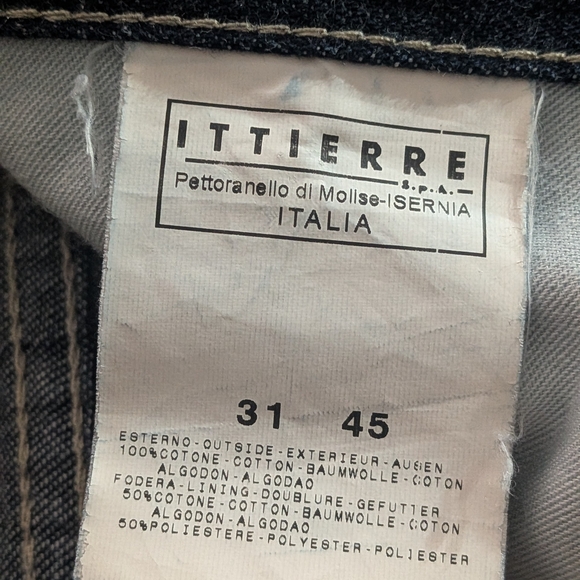 ITTIERRE
S.p.A.
Pettoranello di Molise-ISERNIA
ITALIA
31 45
ESTERNO-OUTSIDE-EXTERIEUR-AUßEN
100%COTONE-COTTON-BAUMWOLLE-COTON
ALGODON-ALGODAO
FODERA-LINING-DOUBLURE-GEFUTTER
50%COTONE-COTTON-BAUMWOLLE-COTON
ALGODON-ALGODAO
50%POLIESTERE-POLYESTER-POLIESTER